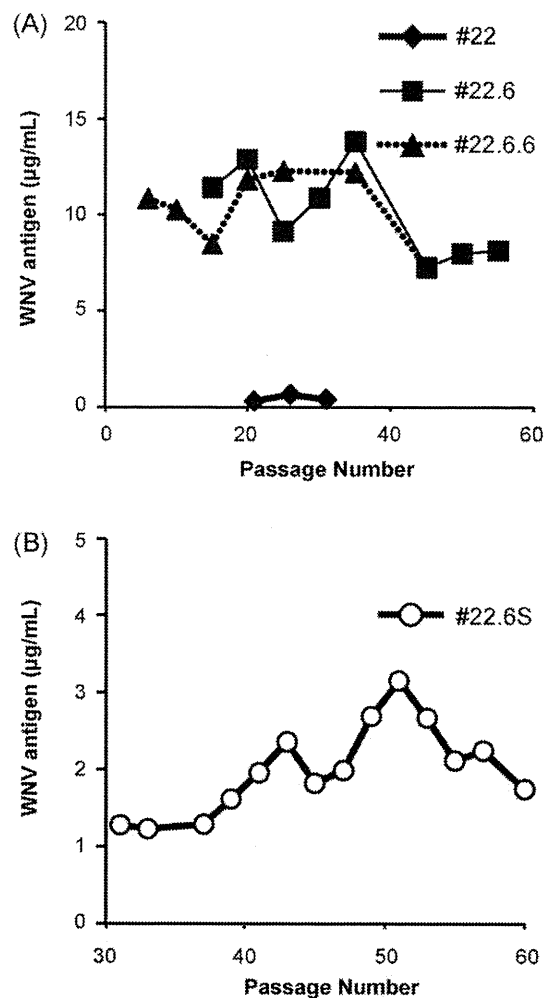 (A)
20
15
10
5
0
WNV antigen (µg/mL)
#22
#22.6
#22.6.6
0 20 40 60
Passage Number
(B)
5
4
3
2
1
0
WNV antigen (µg/mL)
#22.6S
30 40 50 60
Passage Number